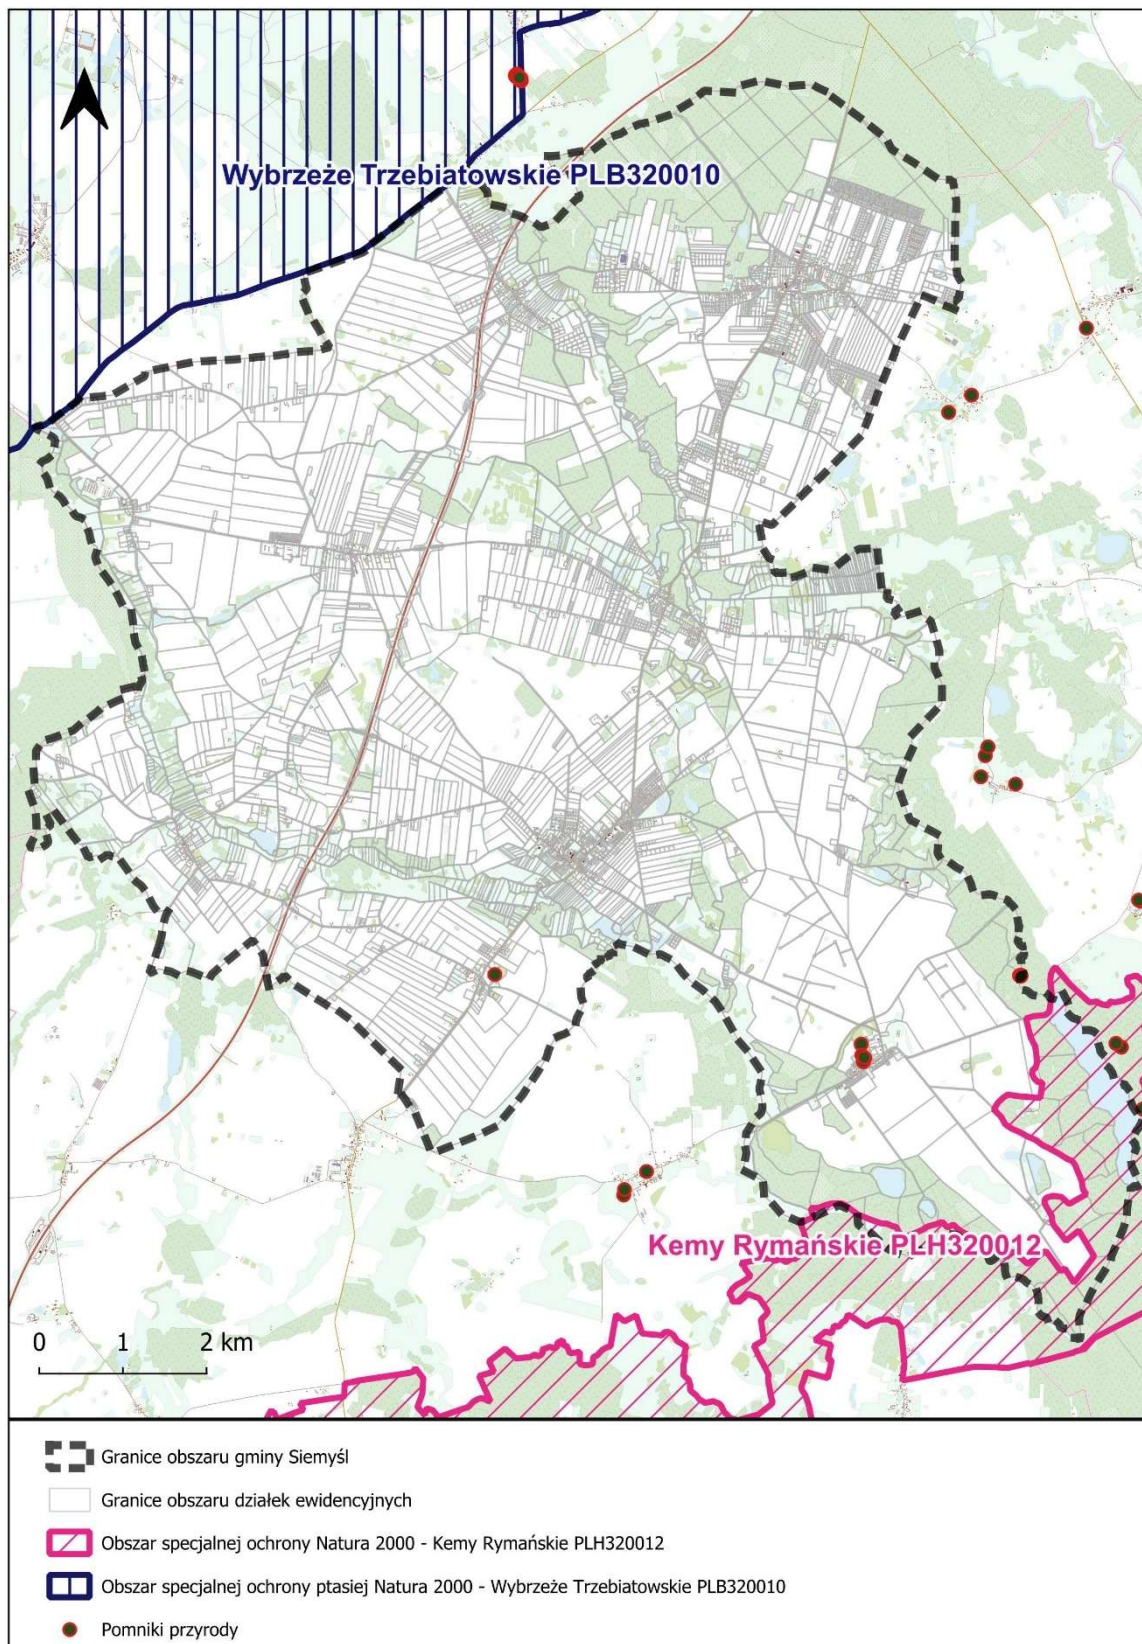 Wybrzeże Trzebiatowskie PLB320010
Kemy Rymańskie PLH320012
0 1 2 km
Granice obszaru gminy Siemyśl
Granice obszaru działek ewidencyjnych
Obszar specjalnej ochrony Natura 2000 - Kemy Rymańskie PLH320012
Obszar specjalnej ochrony ptasiej Natura 2000 - Wybrzeże Trzebiatowskie PLB320010
Pomniki przyrody